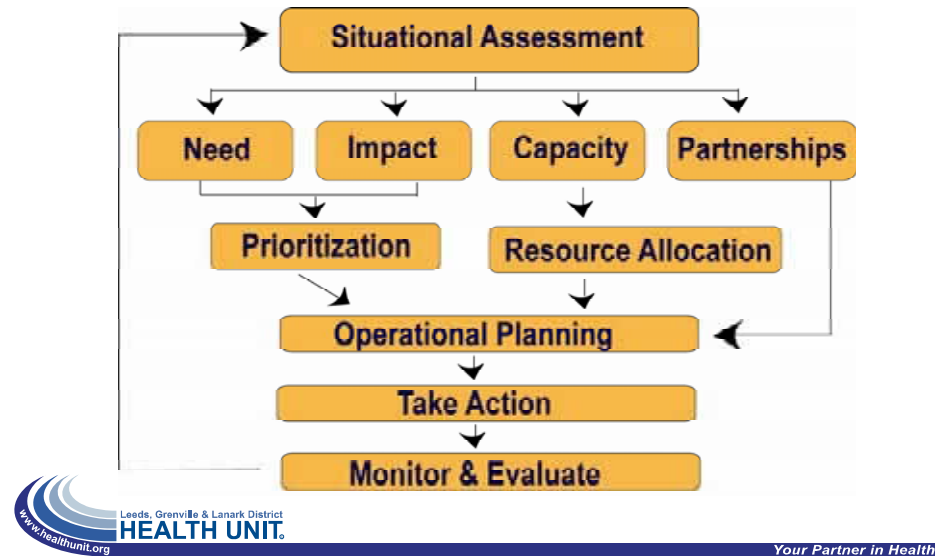 Situational Assessment
Need
Impact
Capacity
Partnerships
Prioritization
Resource Allocation
Operational Planning
Take Action
Monitor & Evaluate
www.healthunit.org
Leeds, Grenville & Lanark District
HEALTH UNIT.
Your Partner in Health